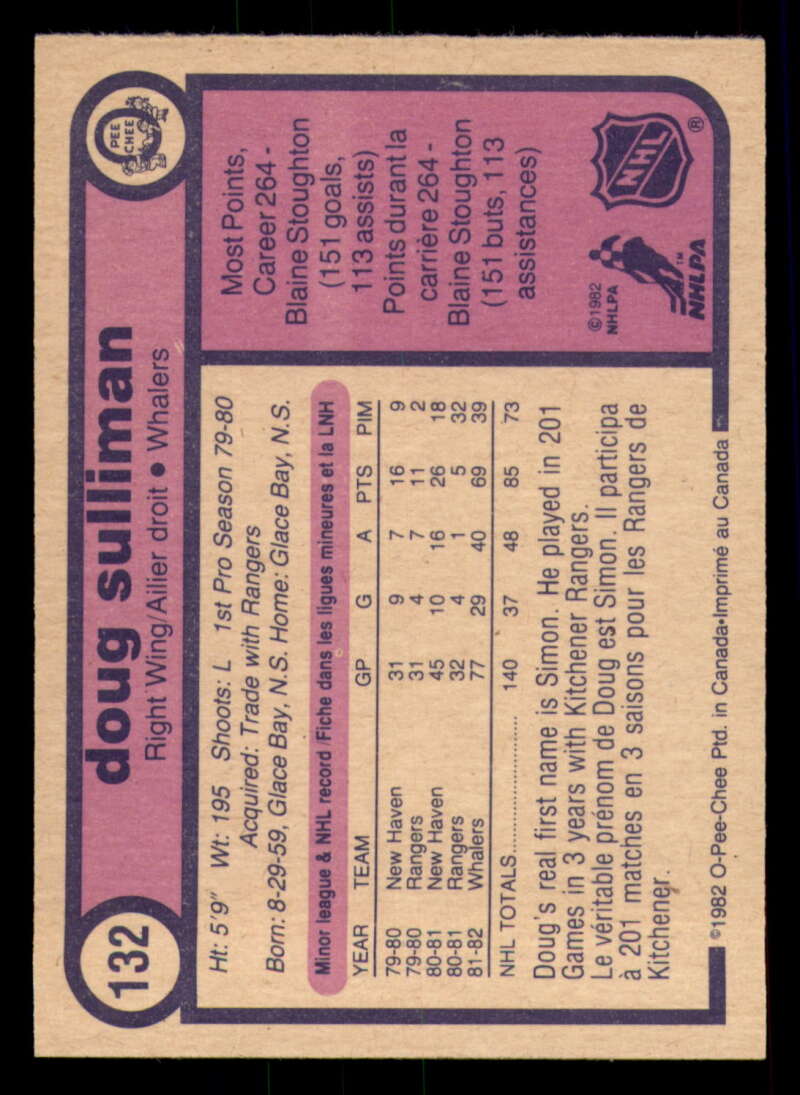 132
doug sulliman
Right Wing/Ailier droit • Whalers
O
PEE
CHEE
Ht: 5'9" Wt: 195 Shoots: L 1st Pro Season 79-80
Acquired: Trade with Rangers
Born: 8-29-59, Glace Bay, N.S. Home: Glace Bay, N.S.
Minor league & NHL record/Fiche dans les ligues mineures et la LNH
YEAR TEAM GP G A PTS PIM
79-80 New Haven 31 9 7 16 9
79-80 Rangers 31 4 7 11 2
80-81 New Haven 45 10 16 26 18
80-81 Rangers 32 4 1 5 32
81-82 Whalers 77 29 40 69 39
NHL TOTALS.................... 140 37 48 85 73
Doug's real first name is Simon. He played in 201
Games in 3 years with Kitchener Rangers.
Le véritable prénom de Doug est Simon. Il participa
à 201 matches en 3 saisons pour les Rangers de
Kitchener.
©1982 O-Pee-Chee Ptd. in Canada•Imprimé au Canada
Most Points,
Career 264 -
Blaine Stoughton
(151 goals,
113 assists)
Points durant la
carrière 264 -
Blaine Stoughton
(151 buts, 113
assistances)
©1982
NHLPA
TM
NHLPA
NHL
®